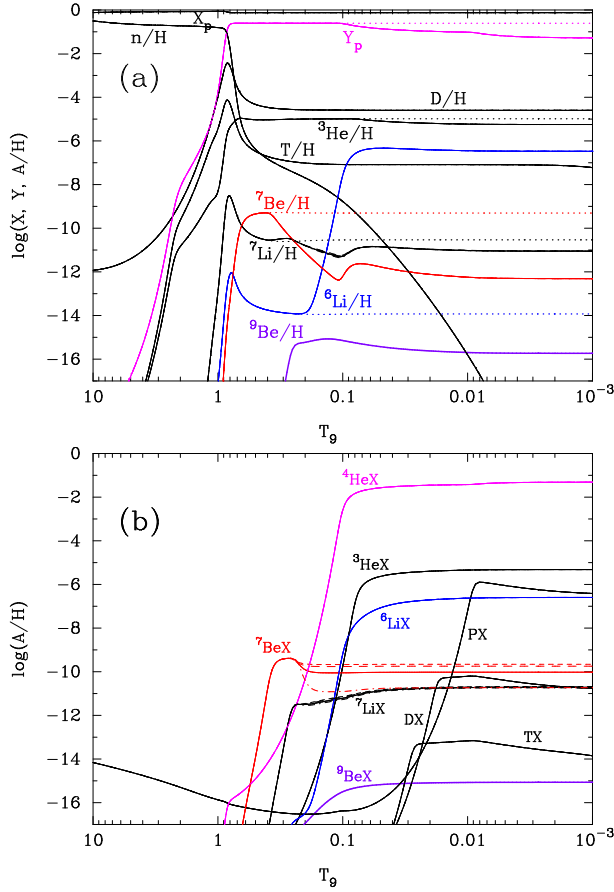 0
X_p
n/H
Y_p
(a)
−2
D/H
−4
³He/H
T/H
−6
log(X, Y, A/H)
−8
⁷Be/H
−10
⁷Li/H
−12
⁶Li/H
−14
⁹Be/H
−16
10 1 0.1 0.01 10⁻³
T₉
0
⁴HeX
−2
(b)
−4
³HeX
−6
⁶LiX
PX
log(A/H)
−8
⁷BeX
−10
⁷LiX
DX
TX
−12
−14
⁹BeX
−16
10 1 0.1 0.01 10⁻³
T₉